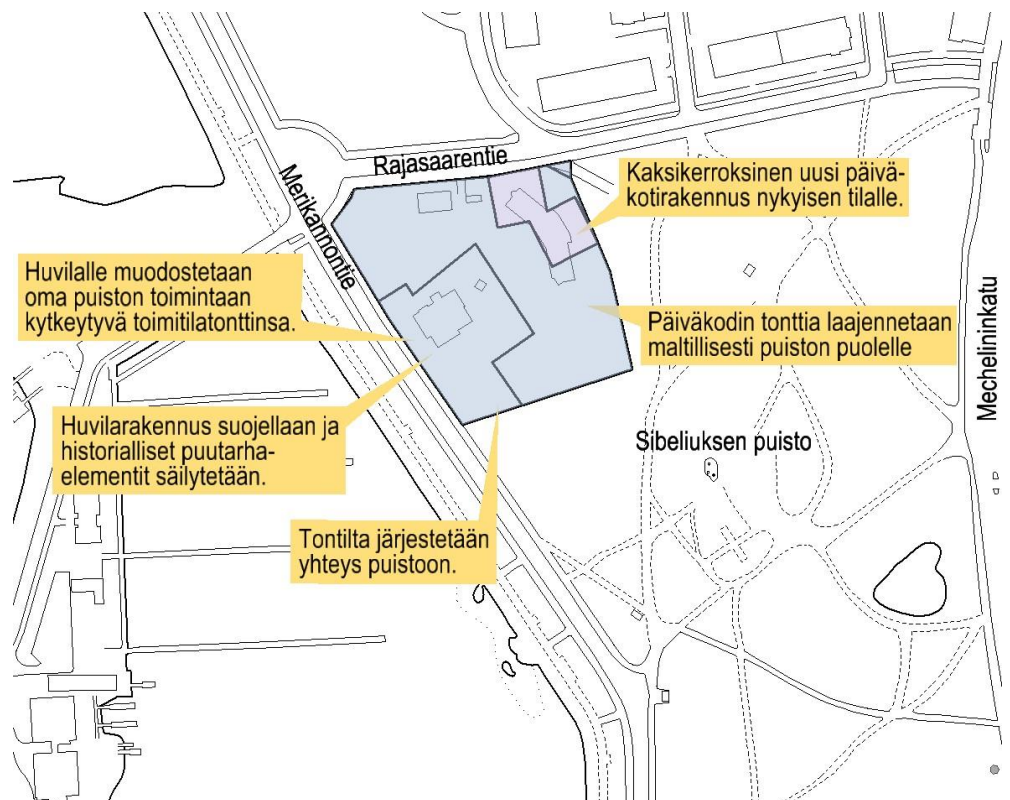 Rajasaarentie
Merikannontie
Kaksikerroksinen uusi päivä-
kotirakennus nykyisen tilalle.
Huvilalle muodostetaan
oma puiston toimintaan
kytkeytyvä toimitilatonttinsa.
Päiväkodin tonttia laajennetaan
maltillisesti puiston puolelle
Mechelininkatu
Huvilarakennus suojellaan ja
historialliset puutarha-
elementit säilytetään.
Sibeliuksen puisto
Tontilta järjestetään
yhteys puistoon.